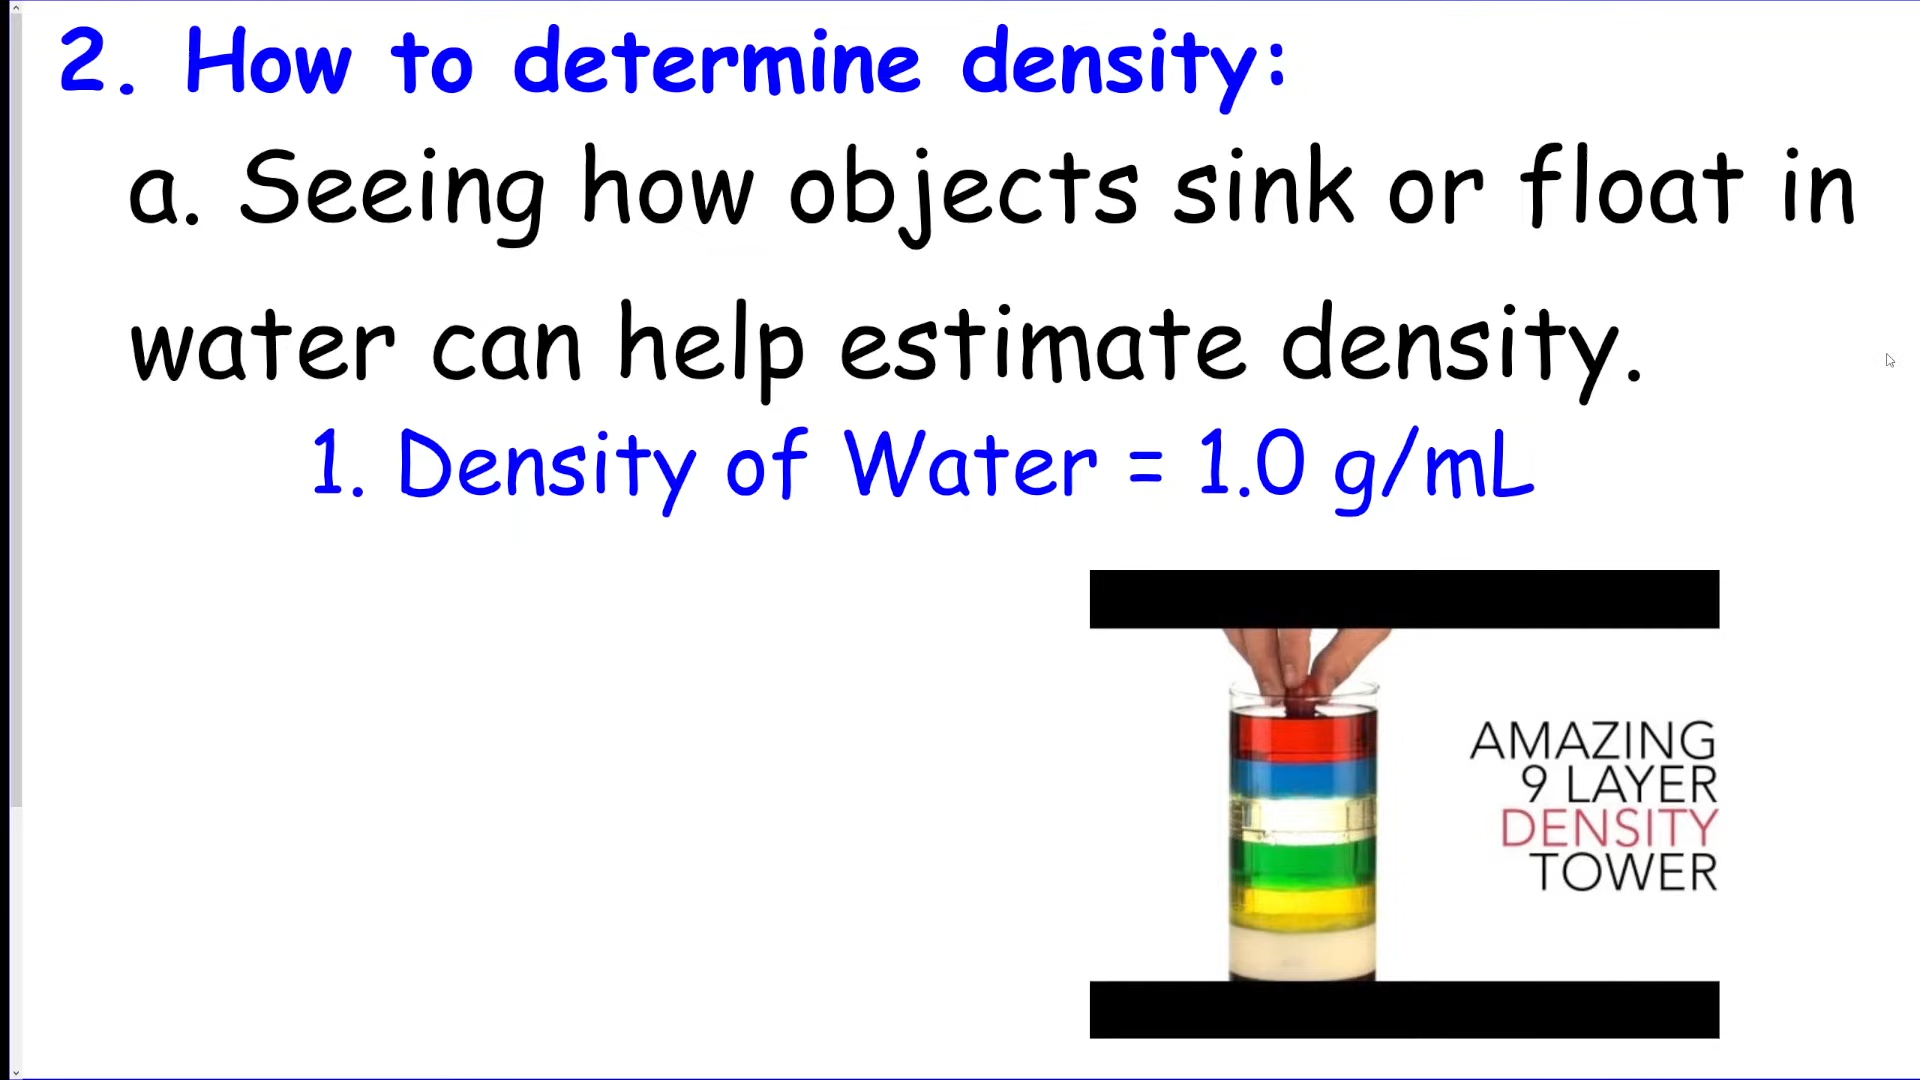 2. How to determine density:
a. Seeing how objects sink or float in
water can help estimate density.
1. Density of Water = 1.0 g/mL
AMAZING
9 LAYER
DENSITY
TOWER